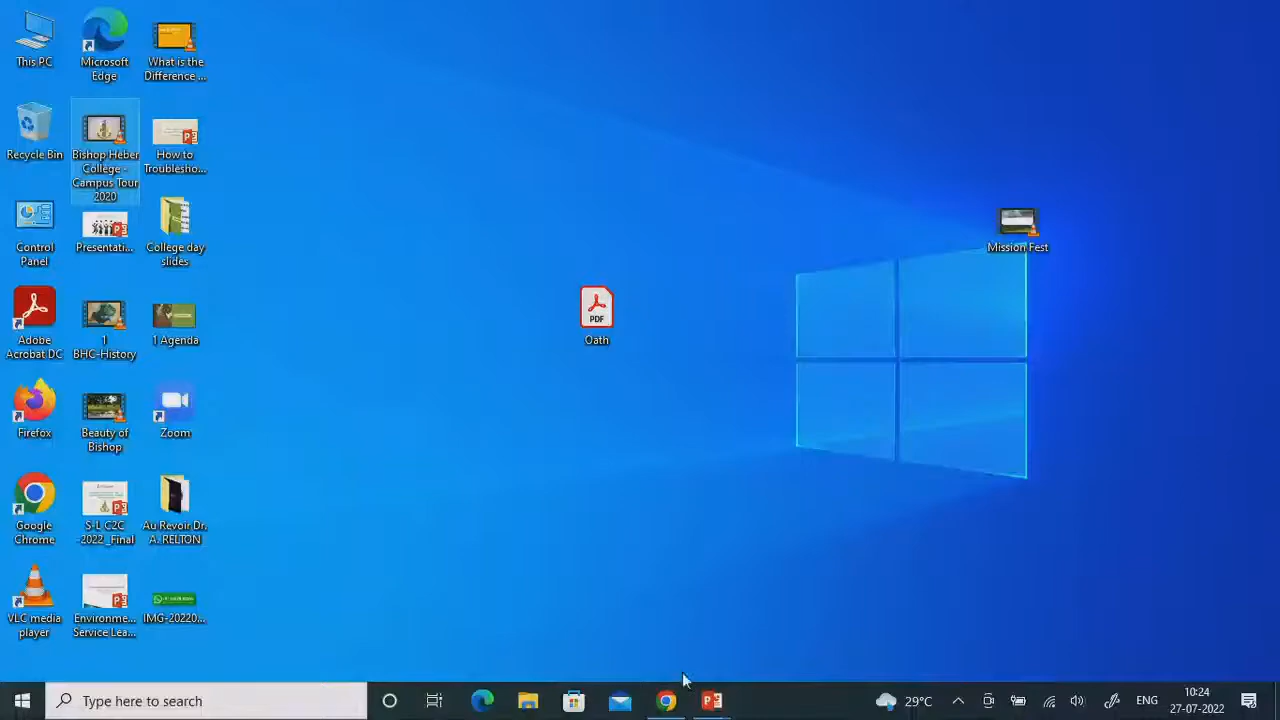 This PC
Microsoft
Edge
What is the
Difference ...
Recycle Bin
Bishop Heber
College -
Campus Tour
2020
How to
Troublesho...
Control
Panel
Presentati...
College day
slides
Mission Fest
Adobe
Acrobat DC
1
BHC-History
1 Agenda
PDF
Oath
Firefox
Beauty of
Bishop
Zoom
Google
Chrome
S-L C2C
-2022 _Final
Au Revoir Dr.
A. RELTON
VLC media
player
Environme...
Service Lea...
IMG-20220...
Type here to search
29°C
ENG
10:24
27-07-2022